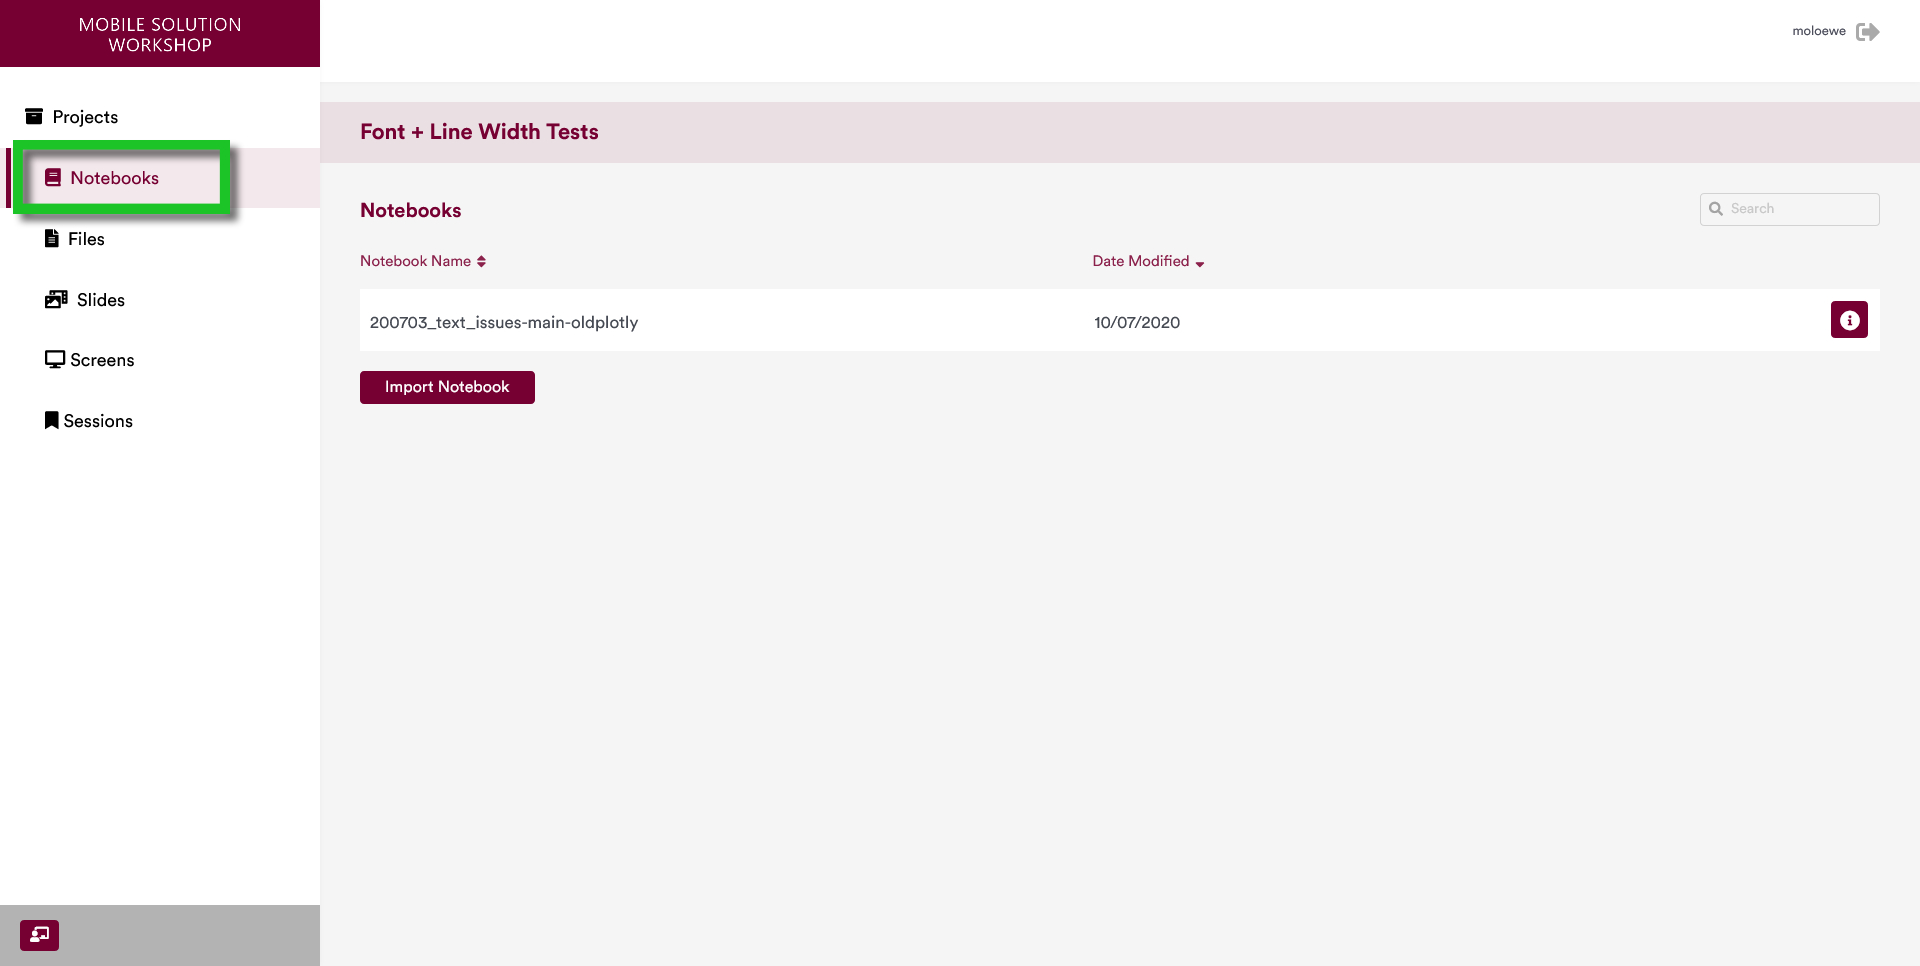 MOBILE SOLUTION
WORKSHOP
moloewe
Projects
Notebooks
Files
Slides
Screens
Sessions
Font + Line Width Tests
Notebooks
Search
Notebook Name
Date Modified
200703_text_issues-main-oldplotly
10/07/2020
Import Notebook